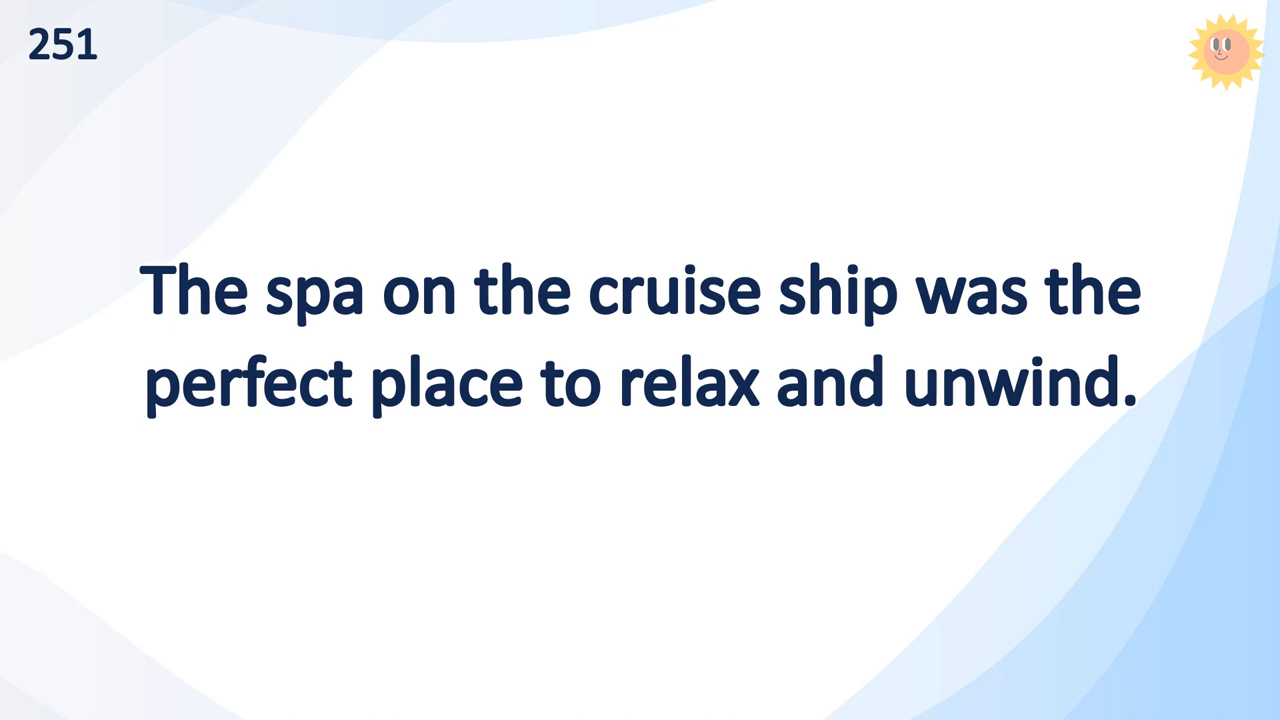 251
The spa on the cruise ship was the
perfect place to relax and unwind.